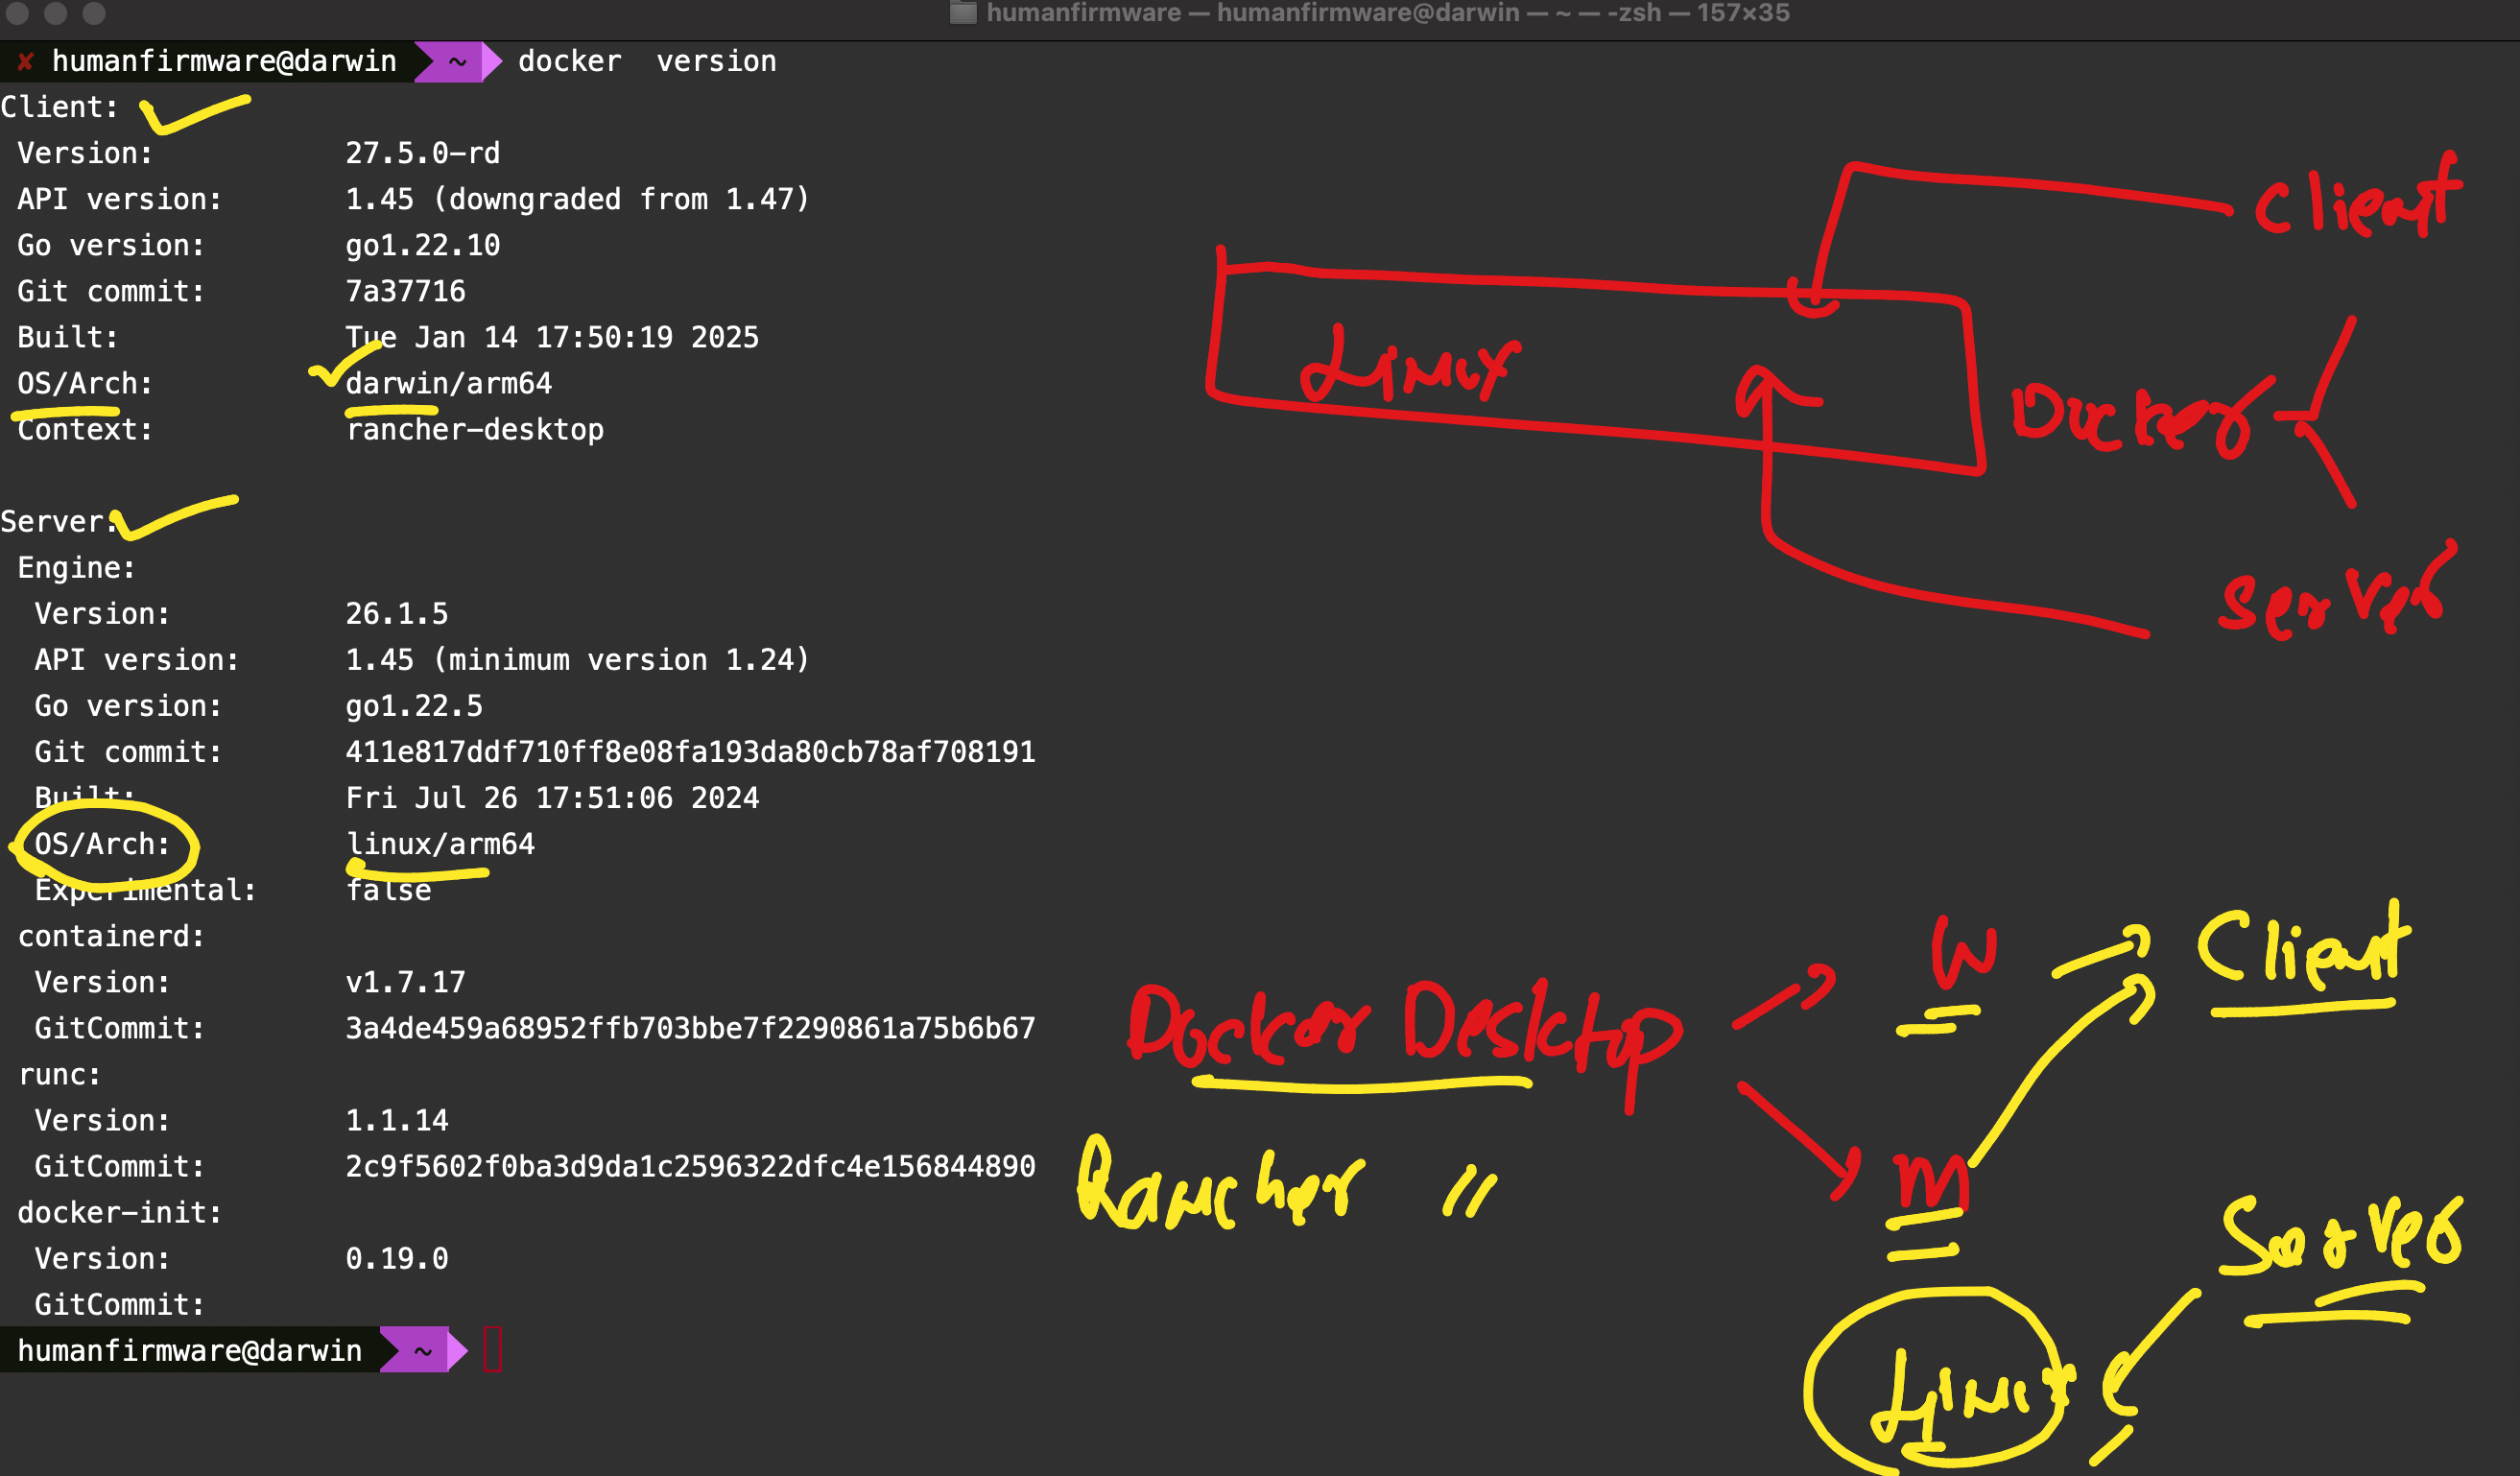 humanfirmware — humanfirmware@darwin — ~ — -zsh — 157×35
✘ humanfirmware@darwin ~ docker  version
Client:
Version: 27.5.0-rd
API version: 1.45 (downgraded from 1.47)
Go version: go1.22.10
Git commit: 7a37716
Built: Tue Jan 14 17:50:19 2025
OS/Arch: darwin/arm64
Context: rancher-desktop
Server:
Engine:
Version: 26.1.5
API version: 1.45 (minimum version 1.24)
Go version: go1.22.5
Git commit: 411e817ddf710ff8e08fa193da80cb78af708191
Built: Fri Jul 26 17:51:06 2024
OS/Arch: linux/arm64
Experimental: false
containerd:
Version: v1.7.17
GitCommit: 3a4de459a68952ffb703bbe7f2290861a75b6b67
runc:
Version: 1.1.14
GitCommit: 2c9f5602f0ba3d9da1c2596322dfc4e156844890
docker-init:
Version: 0.19.0
GitCommit:
humanfirmware@darwin ~
Client
Linux
Docker
Server
Docker Desktop
W
Client
Rancher "
M
Server
Linux